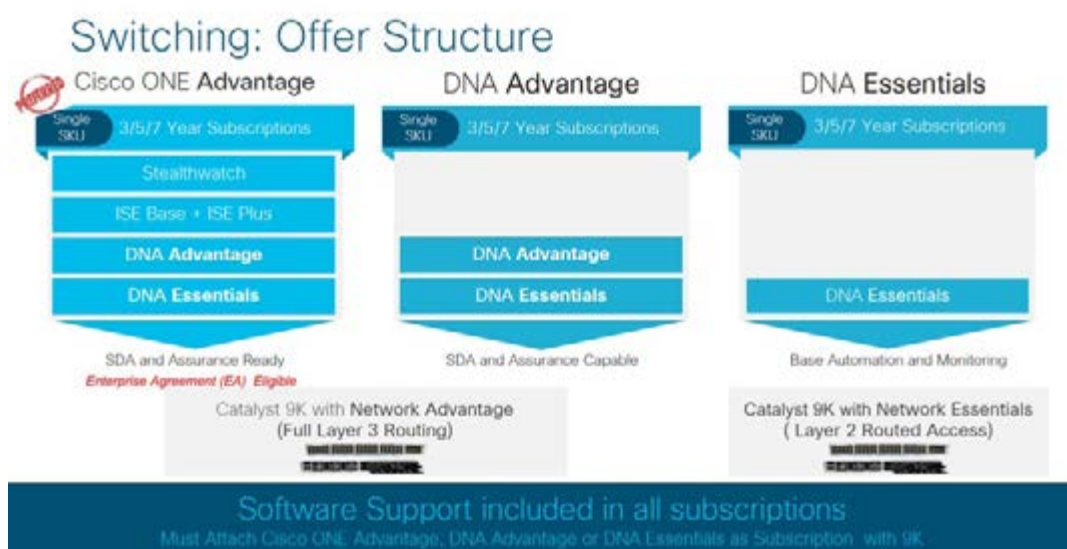 Switching: Offer Structure
Cisco ONE Advantage
Single
SKU
3/5/7 Year Subscriptions
Stealthwatch
ISE Base + ISE Plus
DNA Advantage
DNA Essentials
SDA and Assurance Ready
Enterprise Agreement (EA) Eligible
DNA Advantage
Single
SKU
3/5/7 Year Subscriptions
DNA Advantage
DNA Essentials
SDA and Assurance Capable
DNA Essentials
Single
SKU
3/5/7 Year Subscriptions
DNA Essentials
Base Automation and Monitoring
Catalyst 9K with Network Advantage
(Full Layer 3 Routing)
Catalyst 9K with Network Essentials
( Layer 2 Routed Access)
Software Support included in all subscriptions
Must Attach Cisco ONE Advantage, DNA Advantage or DNA Essentials as Subscription with 9K